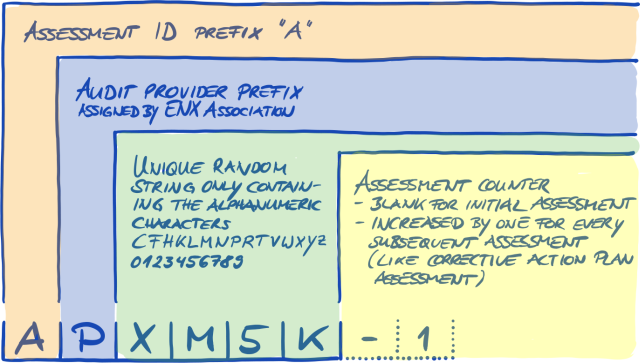 ASSESSMENT ID PREFIX "A"
AUDIT PROVIDER PREFIX
ASSIGNED BY ENX ASSOCIATION
UNIQUE RANDOM
STRING ONLY CONTAIN-
ING THE ALPHANUMERIC
CHARACTERS
CFHKLMNPRTVWXYZ
0123456789
ASSESSMENT COUNTER
- BLANK FOR INITIAL ASSESSMENT
- INCREASED BY ONE FOR EVERY
SUBSEQUENT ASSESSMENT
(LIKE CORRECTIVE ACTION PLAN
ASSESSMENT)
A P X M 5 K - 1